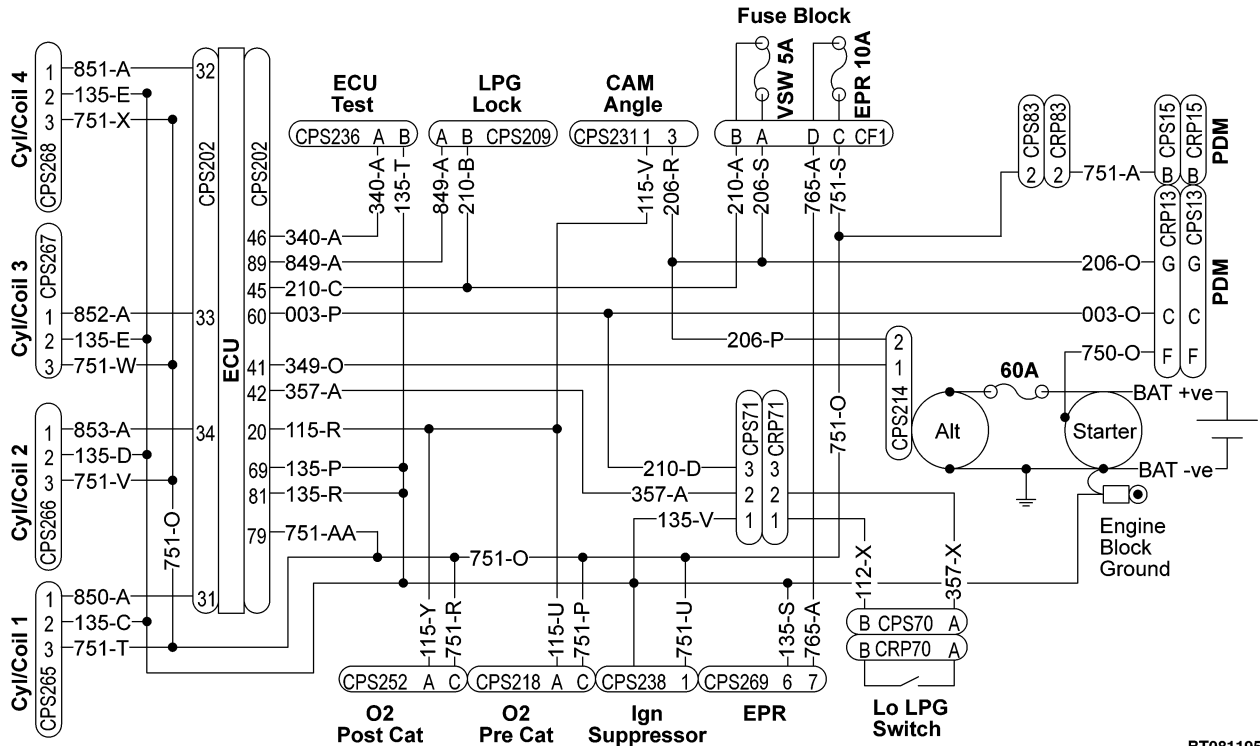 Fuse Block
VSW 5A
EPR 10A
ECU
Test
LPG
Lock
CAM
Angle
CPS236 A B
A B CPS209
CPS231 1 3
B A D C CF1
340-A
135-T
849-A
210-B
115-V
206-R
210-A
206-S
765-A
751-S
CPS83
CRP83
2 2
751-A
CPS15
CRP15
B B
PDM
Cyl/Coil 4
1 851-A 32
2 135-E
3 751-X
CPS268
CPS202
CPS202
ECU
46 340-A
89 849-A
45 210-C
60 003-P
41 349-O
42 357-A
20 115-R
69 135-P
81 135-R
79 751-AA
Cyl/Coil 3
CPS267
1 852-A 33
2 135-E
3 751-W
Cyl/Coil 2
1 853-A 34
2 135-D
3 751-V
CPS266
751-O
Cyl/Coil 1
1 850-A 31
2 135-C
3 751-T
CPS265
CRP13
CPS13
206-O G G
003-O C C
750-O F F
PDM
206-P
2
1
CPS214
60A
BAT +ve
Alt
Starter
BAT -ve
Engine
Block
Ground
CPS71
CRP71
210-D 3 3
357-A 2 2
135-V 1 1
751-O
751-O
112-X
357-X
115-Y
751-R
115-U
751-P
751-U
135-S
765-A
B CPS70 A
B CRP70 A
CPS252 A C
CPS218 A C
CPS238 1
CPS269 6 7
O2
Post Cat
O2
Pre Cat
Ign
Suppressor
EPR
Lo LPG
Switch